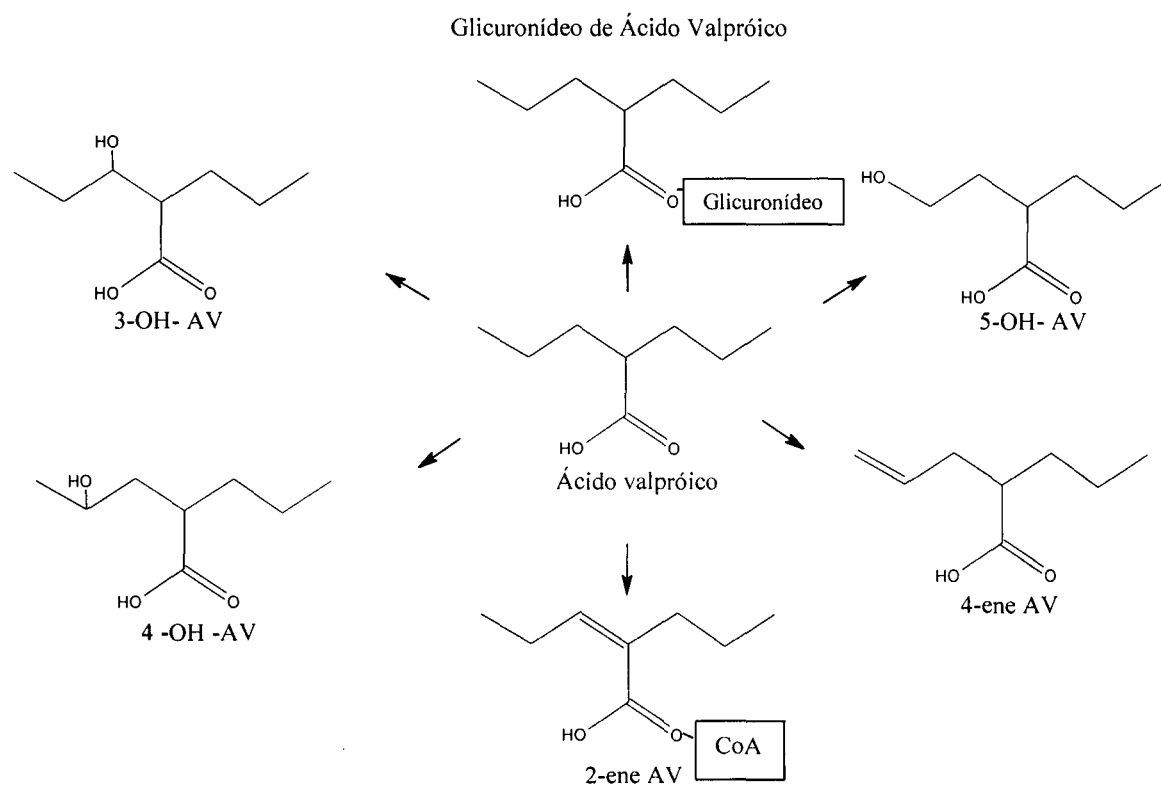 Glicuronídeo de Ácido Valpróico
HO
HO
O
3-OH- AV
HO
O
Glicuronídeo
HO
HO
O
5-OH- AV
HO
O
Ácido valpróico
HO
HO
O
4 -OH -AV
HO
O
4-ene AV
HO
O
CoA
2-ene AV